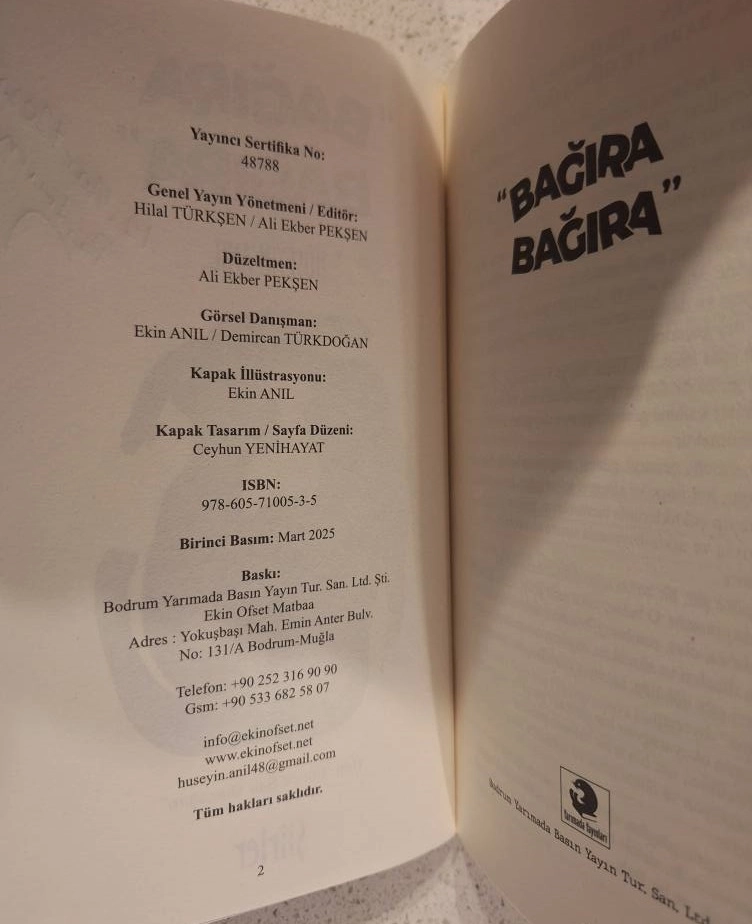 Yayıncı Sertifika No:
48788
Genel Yayın Yönetmeni / Editör:
Hilal TÜRKŞEN / Ali Ekber PEKŞEN
Düzeltmen:
Ali Ekber PEKŞEN
Görsel Danışman:
Ekin ANIL / Demircan TÜRKDOĞAN
Kapak İllüstrasyonu:
Ekin ANIL
Kapak Tasarım / Sayfa Düzeni:
Ceyhun YENİHAYAT
ISBN:
978-605-71005-3-5
Birinci Basım: Mart 2025
Baskı:
Bodrum Yarımada Basın Yayın Tur. San. Ltd. Şti.
Ekin Ofset Matbaa
Adres : Yokuşbaşı Mah. Emin Anter Bulv.
No: 131/A Bodrum-Muğla
Telefon: +90 252 316 90 90
Gsm: +90 533 682 58 07
info@ekinofset.net
www.ekinofset.net
huseyin.anil48@gmail.com
Tüm hakları saklıdır.
2
"BAĞIRA
BAĞIRA"
Yarımada Yayınları
Bodrum Yarımada Basın Yayın Tur. San. Ltd